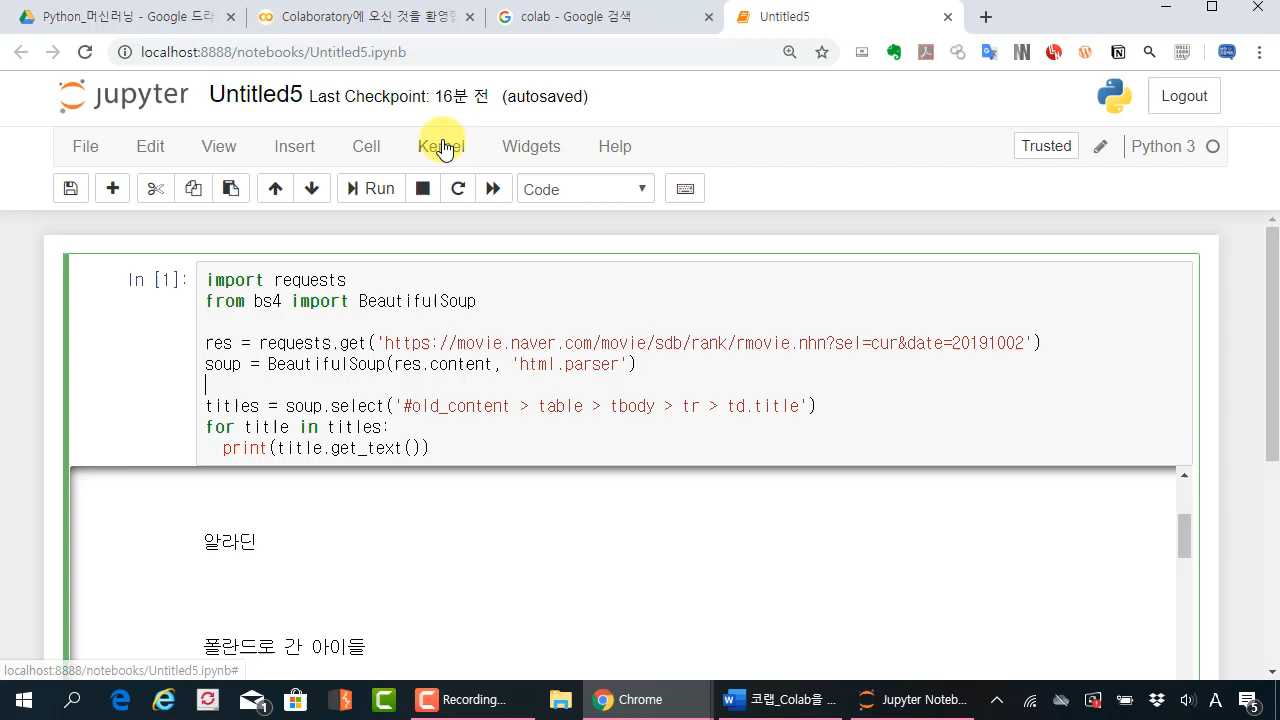 Python_머신러닝 - Google 드라
Colaboratory에 오신 것을 환영
colab - Google 검색
Untitled5
localhost:8888/notebooks/Untitled5.ipynb
jupyter Untitled5 Last Checkpoint: 16분 전 (autosaved)
Logout
File Edit View Insert Cell Kernel Widgets Help
Trusted
Python 3
Run
Code
In [1]:
import requests
from bs4 import BeautifulSoup
res = requests.get('https://movie.naver.com/movie/sdb/rank/rmovie.nhn?sel=cur&date=20191002')
soup = BeautifulSoup(res.content, 'html.parser')
titles = soup.select('#old_content > table > tbody > tr > td.title')
for title in titles:
  print(title.get_text())
알라딘
폴란드로 간 아이들
localhost:8888/notebooks/Untitled5.ipynb#
Recording...
Chrome
코랩_Colab을 ...
Jupyter Noteb...
A
5
1